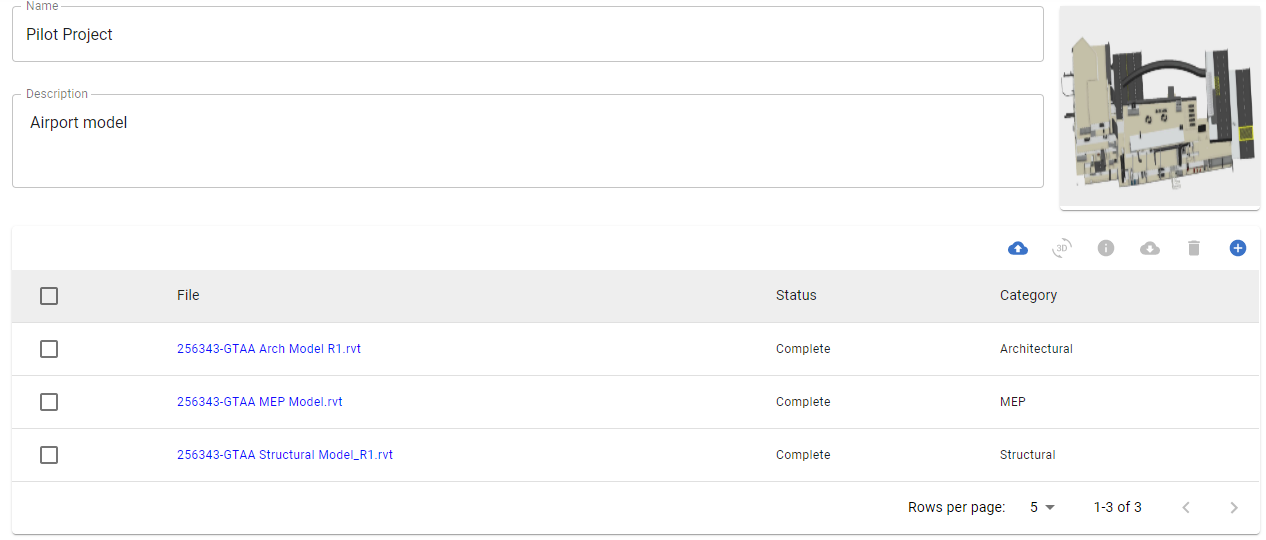 Name
Pilot Project
Description
Airport model
3D
File Status Category
256343-GTAA Arch Model R1.rvt Complete Architectural
256343-GTAA MEP Model.rvt Complete MEP
256343-GTAA Structural Model_R1.rvt Complete Structural
Rows per page: 5 1-3 of 3